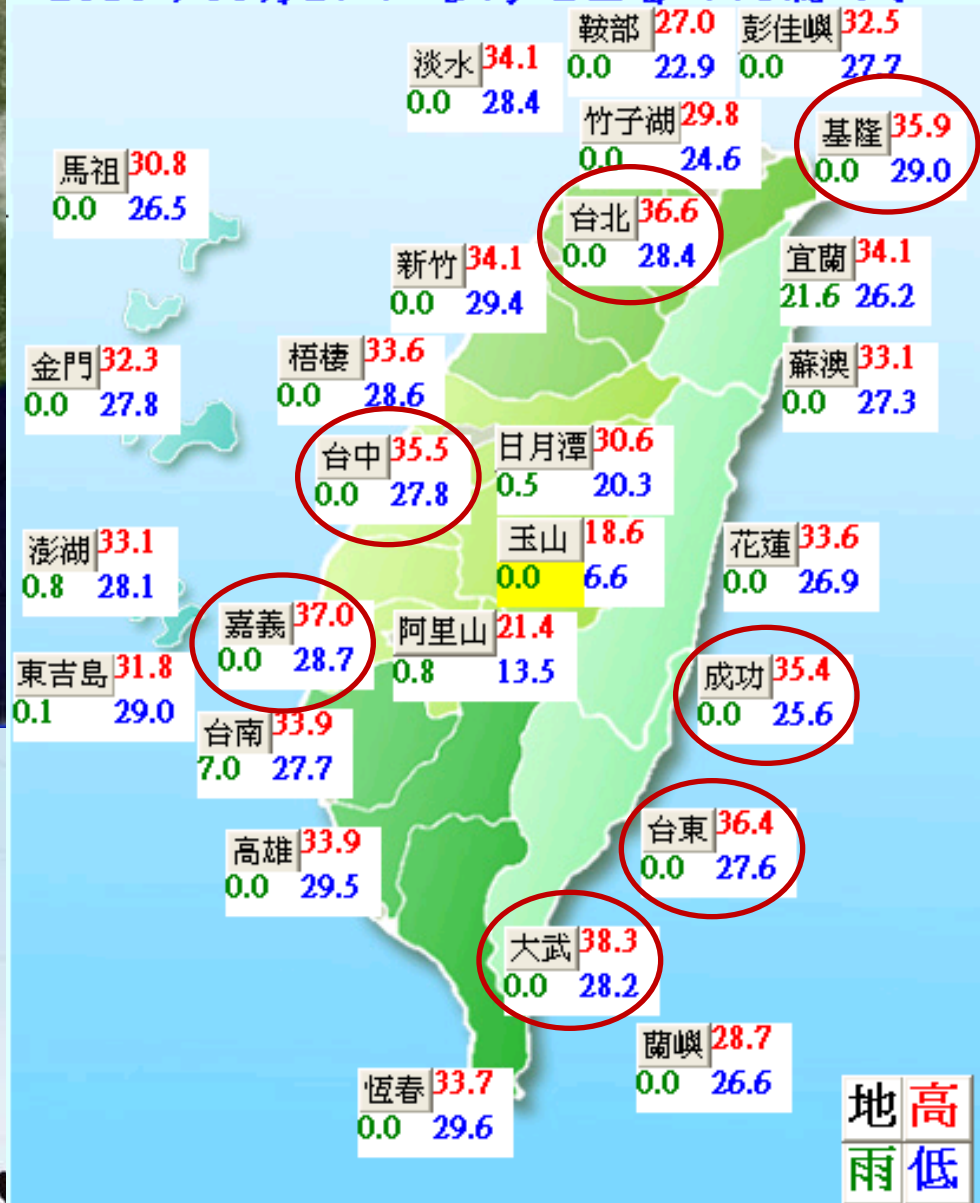 鞍部 27.0
0.0 22.9
彭佳嶼 32.5
0.0 27.7
淡水 34.1
0.0 28.4
竹子湖 29.8
0.0 24.6
基隆 35.9
0.0 29.0
馬祖 30.8
0.0 26.5
台北 36.6
0.0 28.4
新竹 34.1
0.0 29.4
宜蘭 34.1
21.6 26.2
金門 32.3
0.0 27.8
梧棲 33.6
0.0 28.6
蘇澳 33.1
0.0 27.3
台中 35.5
0.0 27.8
日月潭 30.6
0.5 20.3
玉山 18.6
0.0 6.6
澎湖 33.1
0.8 28.1
花蓮 33.6
0.0 26.9
嘉義 37.0
0.0 28.7
阿里山 21.4
0.8 13.5
東吉島 31.8
0.1 29.0
成功 35.4
0.0 25.6
台南 33.9
7.0 27.7
高雄 33.9
0.0 29.5
台東 36.4
0.0 27.6
大武 38.3
0.0 28.2
蘭嶼 28.7
0.0 26.6
恆春 33.7
0.0 29.6
地 高
雨 低